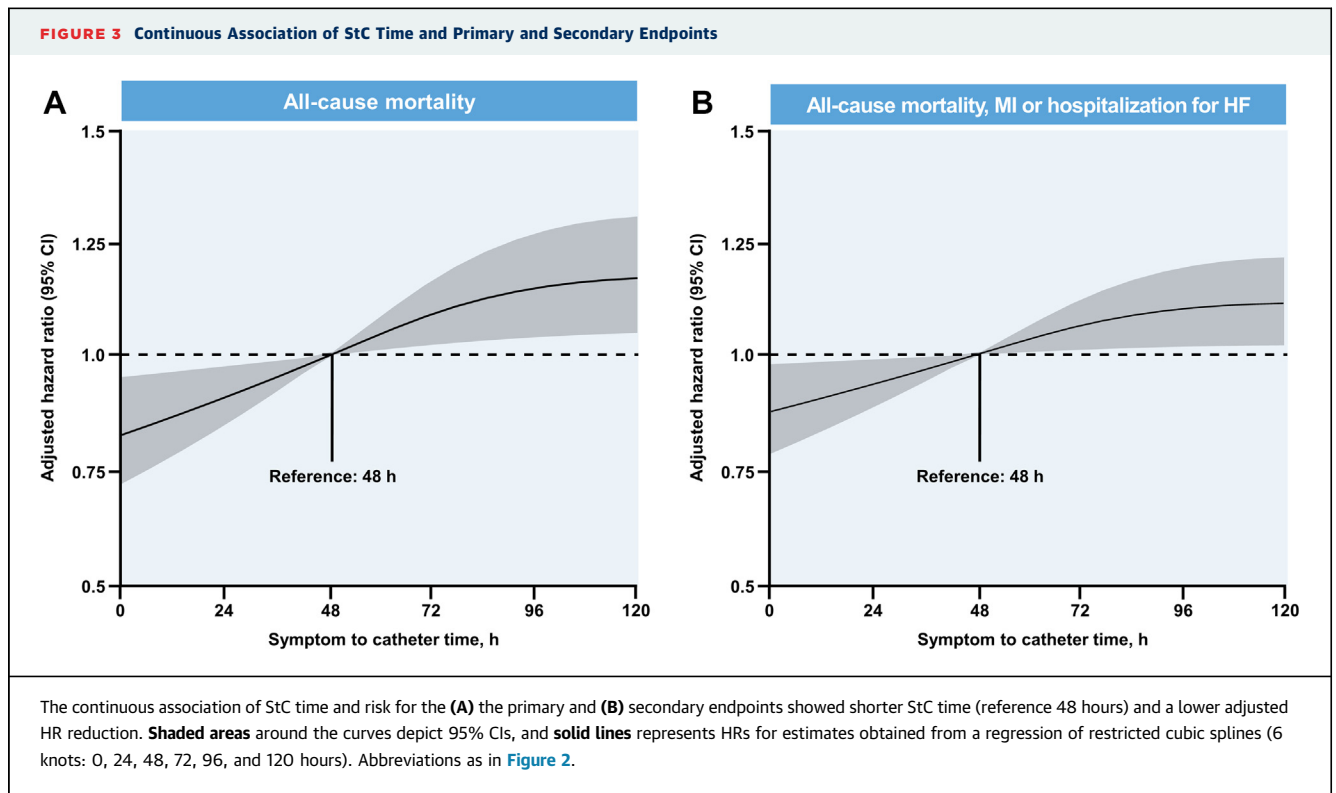 FIGURE 3 Continuous Association of StC Time and Primary and Secondary Endpoints
A
All-cause mortality
1.5
1.25
1.0
0.75
0.5
Adjusted hazard ratio (95% CI)
Reference: 48 h
0 24 48 72 96 120
Symptom to catheter time, h
B
All-cause mortality, MI or hospitalization for HF
1.5
1.25
1.0
0.75
0.5
Adjusted hazard ratio (95% CI)
Reference: 48 h
0 24 48 72 96 120
Symptom to catheter time, h
The continuous association of StC time and risk for the (A) the primary and (B) secondary endpoints showed shorter StC time (reference 48 hours) and a lower adjusted
HR reduction. Shaded areas around the curves depict 95% CIs, and solid lines represents HRs for estimates obtained from a regression of restricted cubic splines (6
knots: 0, 24, 48, 72, 96, and 120 hours). Abbreviations as in Figure 2.